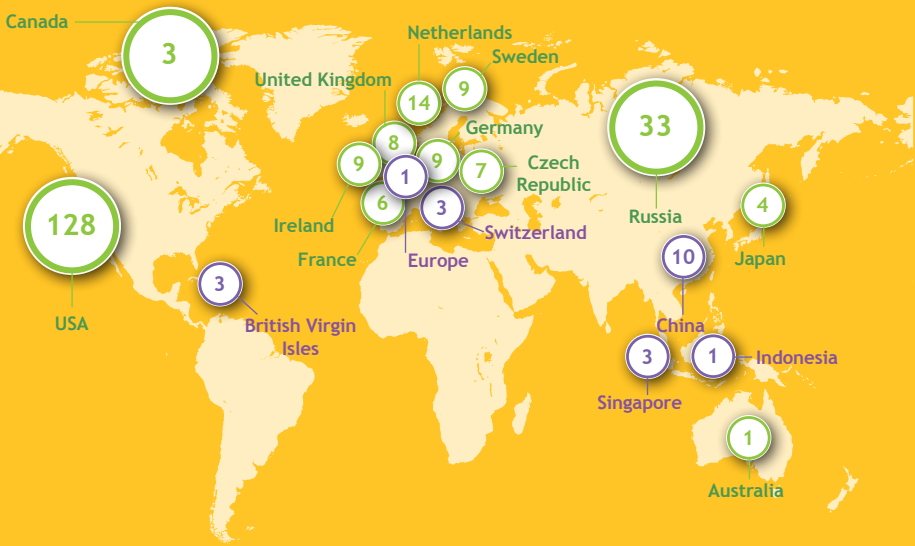 Canada
3
Netherlands
Sweden
United Kingdom
9
14
33
Germany
8
9
9
7
Czech
Republic
1
6
3
4
128
Russia
Ireland
Switzerland
France
Europe
10
Japan
3
USA
British Virgin
Isles
China
3
1
Indonesia
Singapore
1
Australia